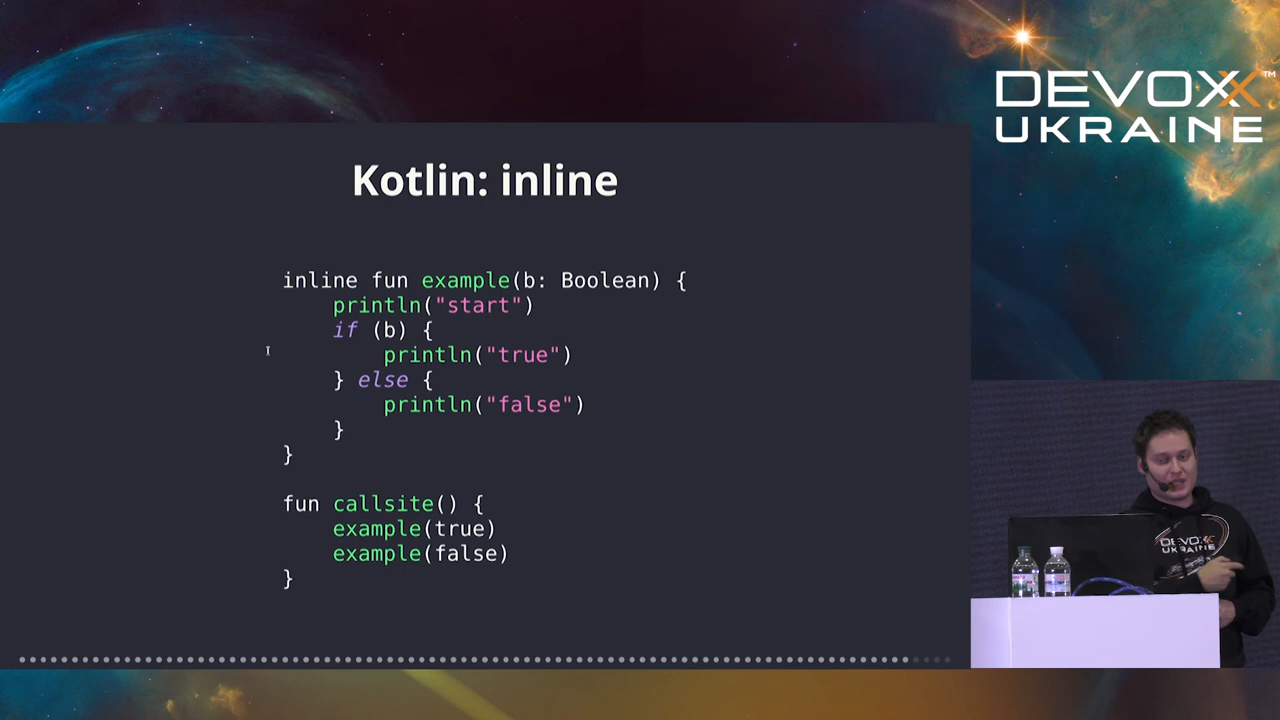 DEVOXX™
UKRAINE
Kotlin: inline
inline fun example(b: Boolean) {
    println("start")
    if (b) {
        println("true")
    } else {
        println("false")
    }
}
fun callsite() {
    example(true)
    example(false)
}
DEVOXX
UKRAINE